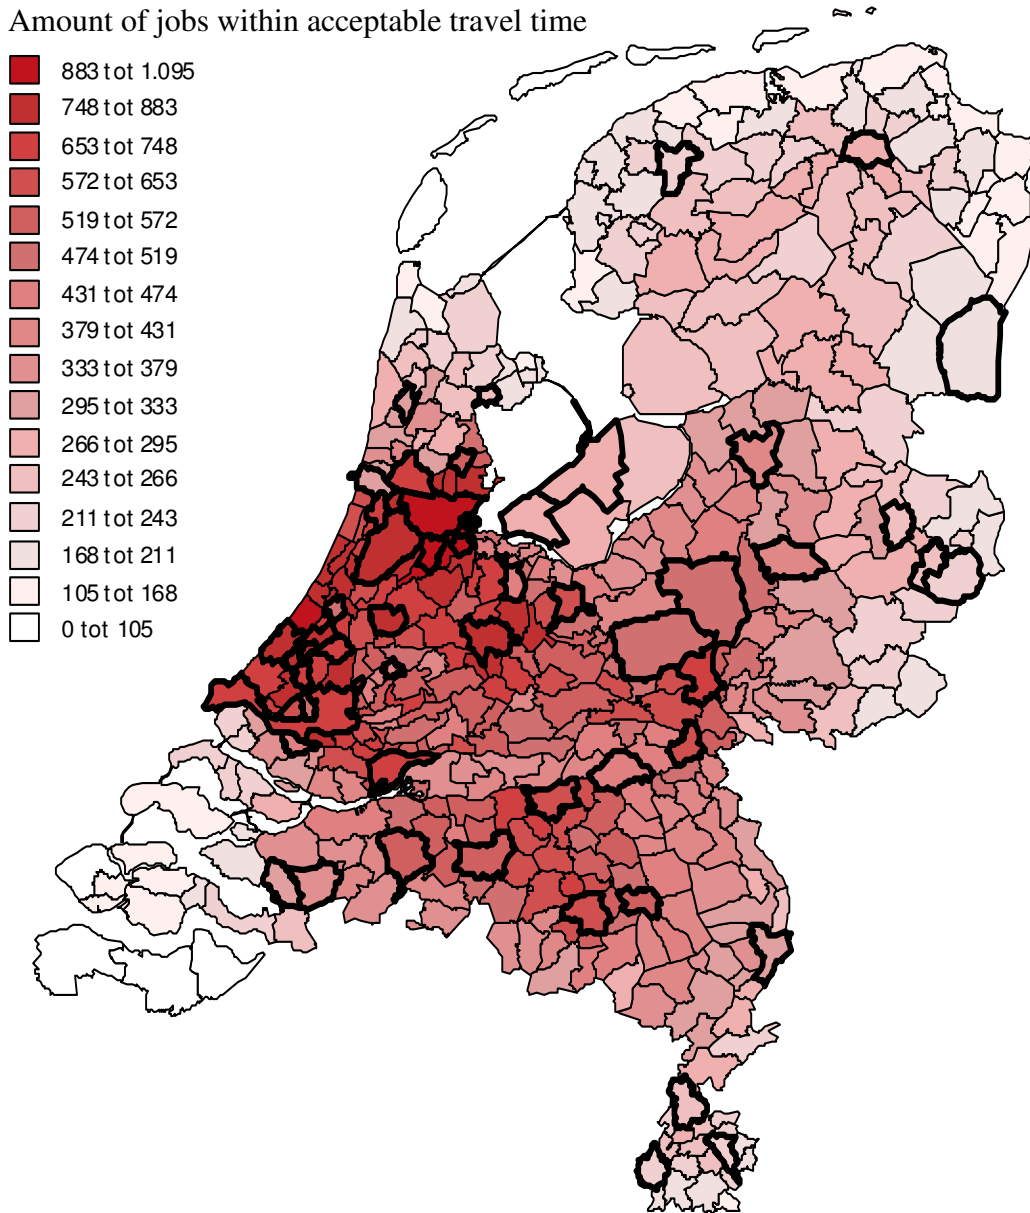 Amount of jobs within acceptable travel time
883 tot 1.095
748 tot 883
653 tot 748
572 tot 653
519 tot 572
474 tot 519
431 tot 474
379 tot 431
333 tot 379
295 tot 333
266 tot 295
243 tot 266
211 tot 243
168 tot 211
105 tot 168
0 tot 105